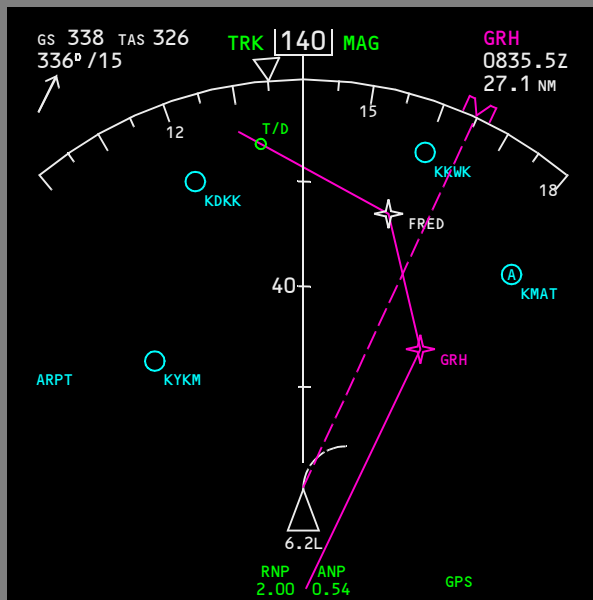 GS 338 TAS 326
336°/15
TRK 140 MAG
GRH
0835.5Z
27.1 NM
12
15
18
T/D
KKWK
KDKK
FRED
A
KMAT
40
GRH
ARPT
KYKM
6.2L
RNP ANP
2.00 0.54
GPS